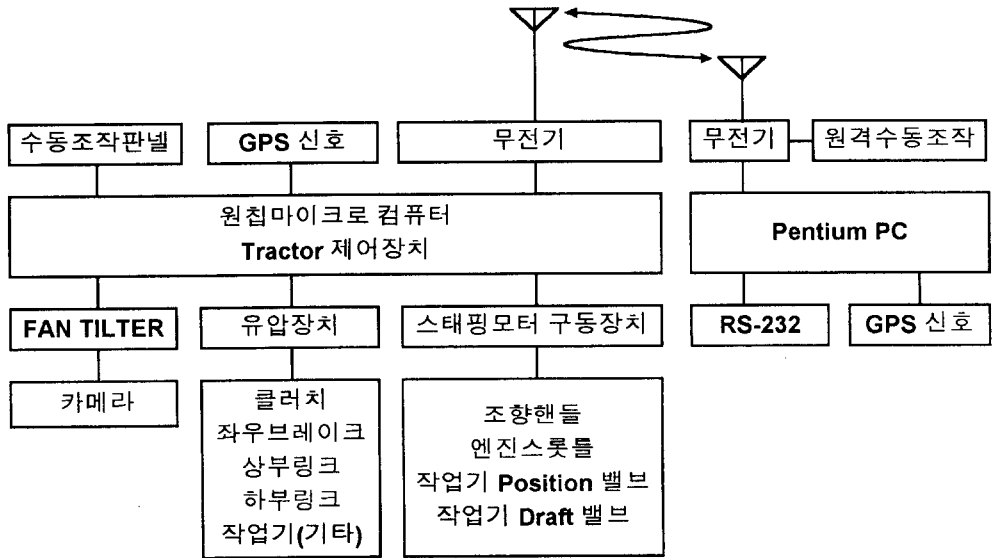 수동조작판넬
GPS 신호
무전기
무전기
원격수동조작
원칩마이크로 컴퓨터
Tractor 제어장치
Pentium PC
FAN TILTER
유압장치
스태핑모터 구동장치
RS-232
GPS 신호
카메라
클러치
좌우브레이크
상부링크
하부링크
작업기(기타)
조향핸들
엔진스롯틀
작업기 Position 밸브
작업기 Draft 밸브